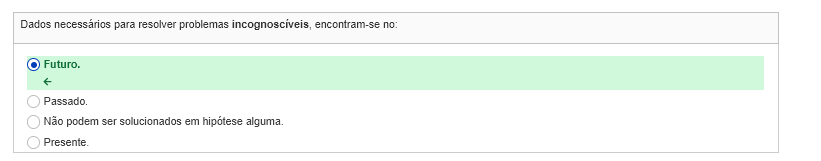 Dados necessários para resolver problemas incognoscíveis, encontram-se no:
Futuro.
←
Passado.
Não podem ser solucionados em hipótese alguma.
Presente.